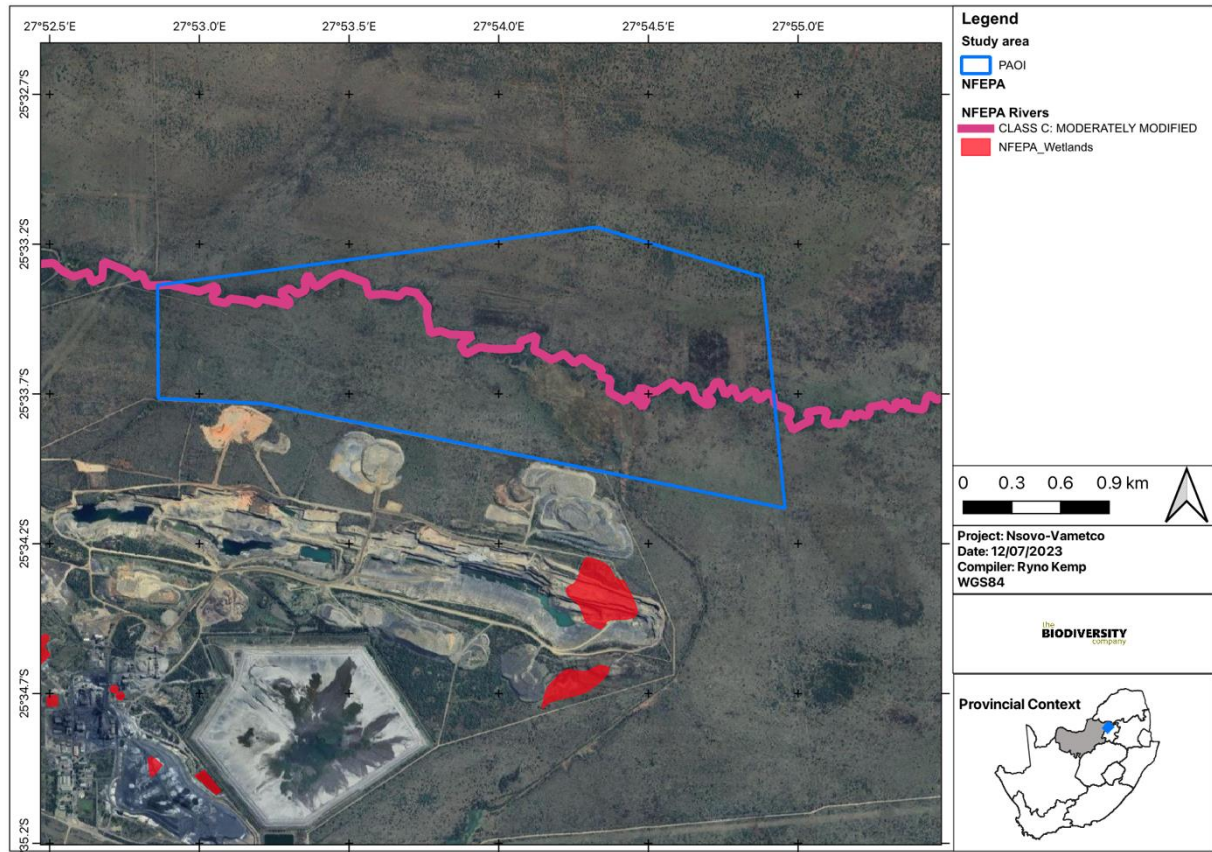 27°52.5'E 27°53.0'E 27°53.5'E 27°54.0'E 27°54.5'E 27°55.0'E
25°32.7'S
25°33.2'S
25°33.7'S
25°34.2'S
25°34.7'S
35.2'S
Legend
Study area
PAOI
NFEPA
NFEPA Rivers
CLASS C: MODERATELY MODIFIED
NFEPA_Wetlands
0 0.3 0.6 0.9 km
Project: Nsovo-Vametco
Date: 12/07/2023
Compiler: Ryno Kemp
WGS84
the
BIODIVERSITY
company
Provincial Context